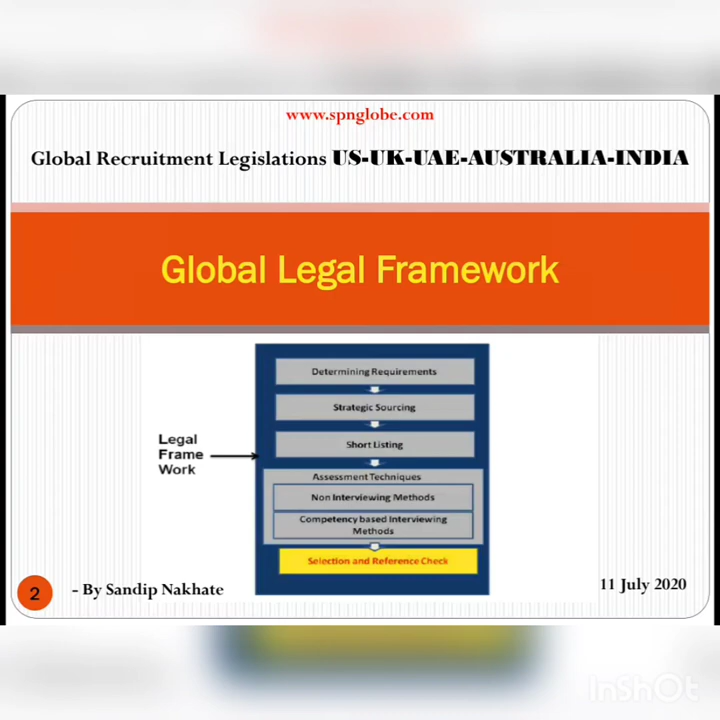 www.spnglobe.com
Global Recruitment Legislations US-UK-UAE-AUSTRALIA-INDIA
Global Legal Framework
Determining Requirements
Strategic Sourcing
Short Listing
Legal
Frame
Work
Assessment Techniques
Non Interviewing Methods
Competency based Interviewing
Methods
Selection and Reference Check
2
- By Sandip Nakhate
11 July 2020
InShOt